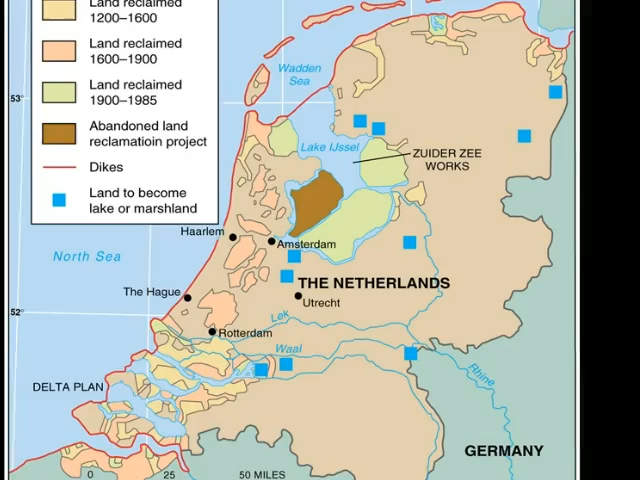 Land reclaimed
1200–1600
Land reclaimed
1600–1900
Land reclaimed
1900–1985
Abandoned land
reclamatioin project
Dikes
Land to become
lake or marshland
53°
Wadden
Sea
Lake IJssel
ZUIDER ZEE
WORKS
Haarlem
Amsterdam
North Sea
THE NETHERLANDS
The Hague
Utrecht
52°
Lek
Rotterdam
Waal
Rhine
DELTA PLAN
GERMANY
0 25 50 MILES